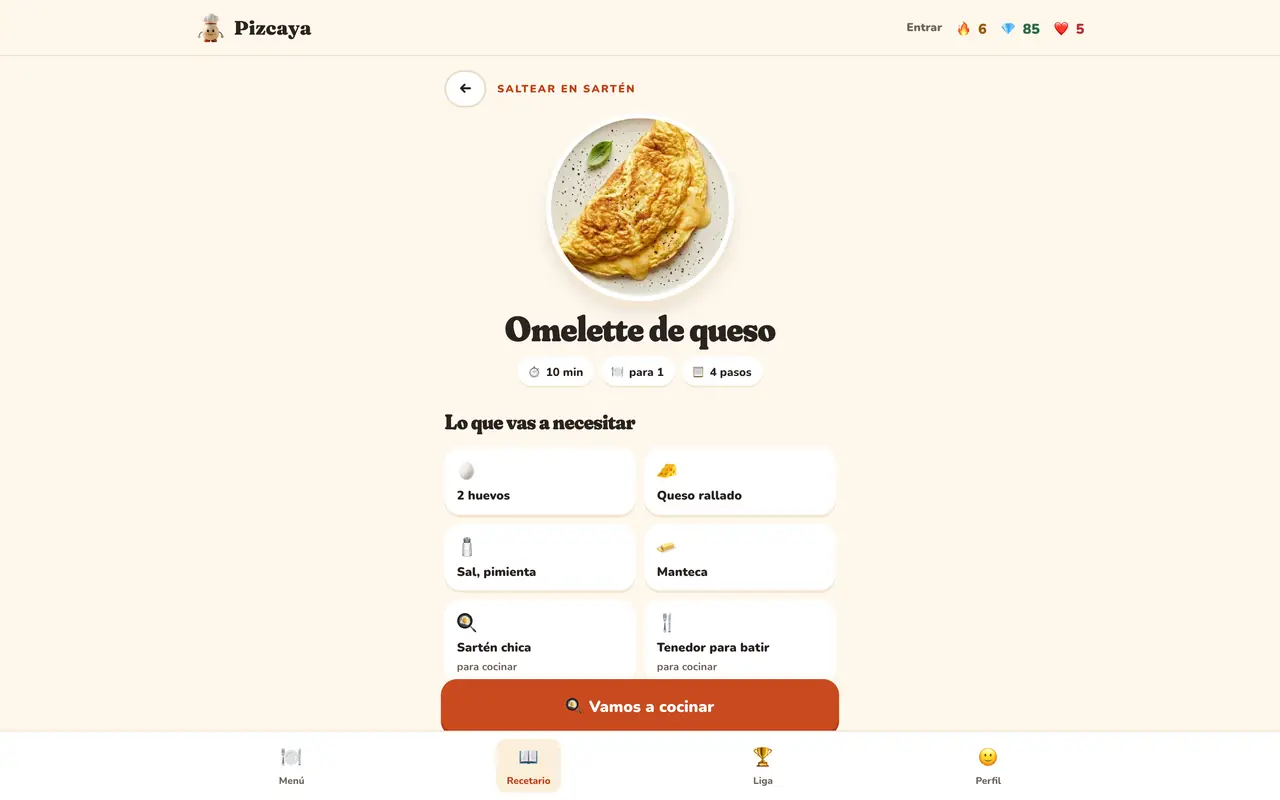 Pizcaya
Entrar 6 85 5
SALTEAR EN SARTÉN
Omelette de queso
10 min para 1 4 pasos
Lo que vas a necesitar
2 huevos
Queso rallado
Sal, pimienta
Manteca
Sartén chica
para cocinar
Tenedor para batir
para cocinar
Vamos a cocinar
Menú
Recetario
Liga
Perfil